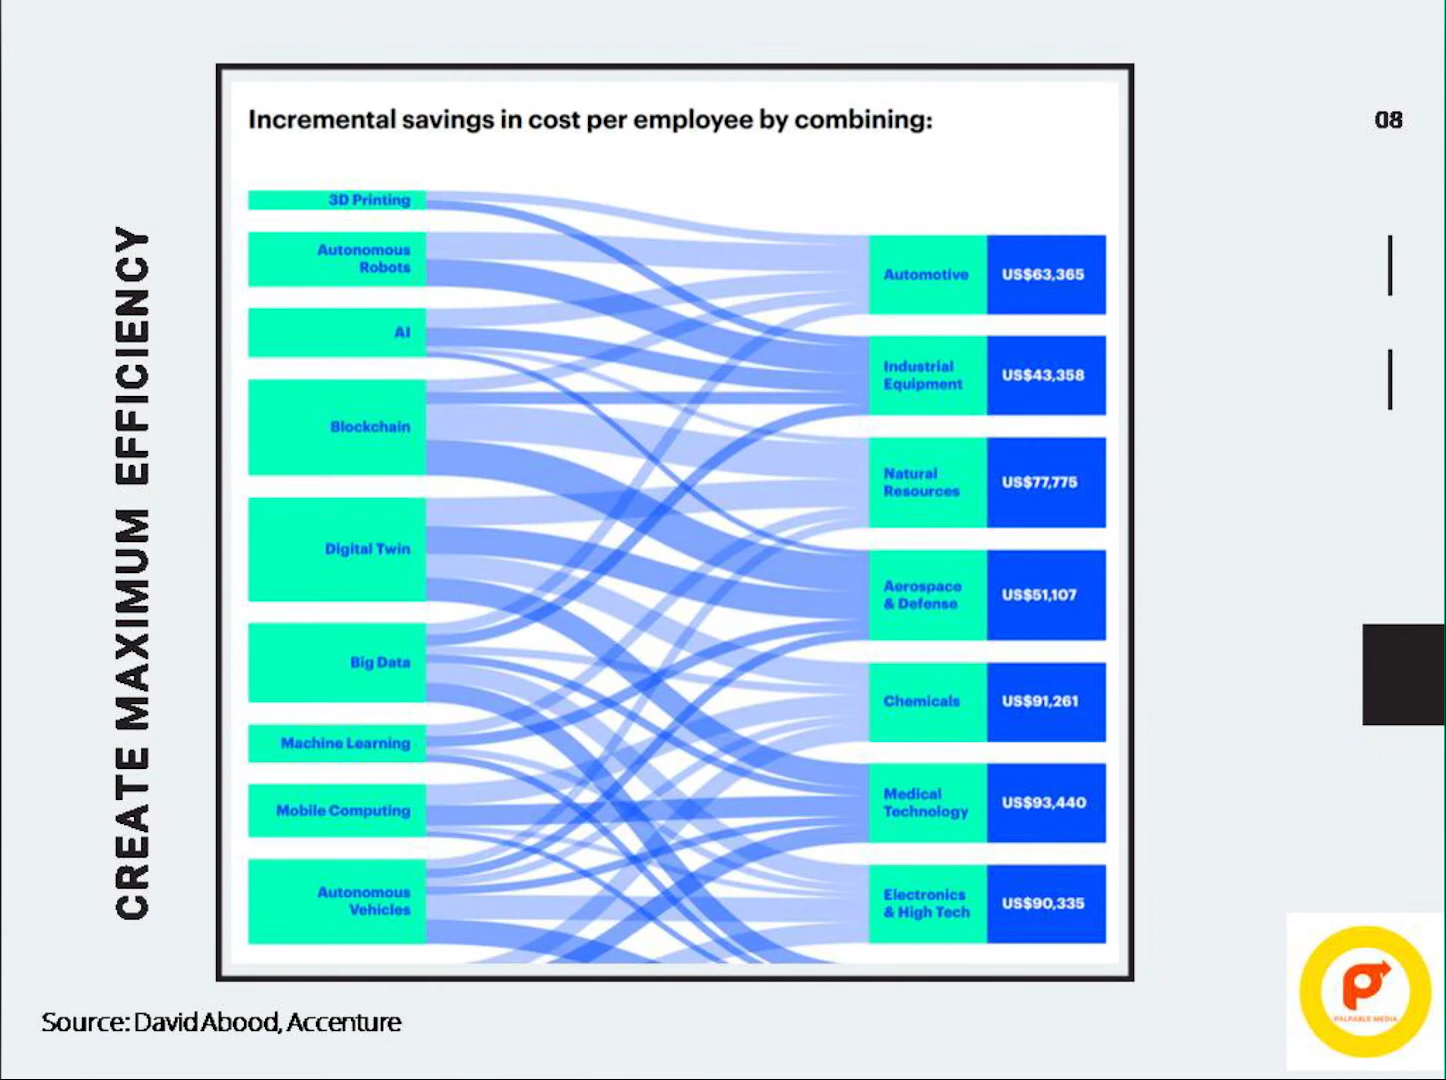 08
CREATE MAXIMUM EFFICIENCY
Incremental savings in cost per employee by combining:
3D Printing
Autonomous
Robots
AI
Blockchain
Digital Twin
Big Data
Machine Learning
Mobile Computing
Autonomous
Vehicles
Automotive US$63,365
Industrial
Equipment US$43,358
Natural
Resources US$77,775
Aerospace
& Defense US$51,107
Chemicals US$91,261
Medical
Technology US$93,440
Electronics
& High Tech US$90,335
Source: David Abood, Accenture
PALPABLE MEDIA